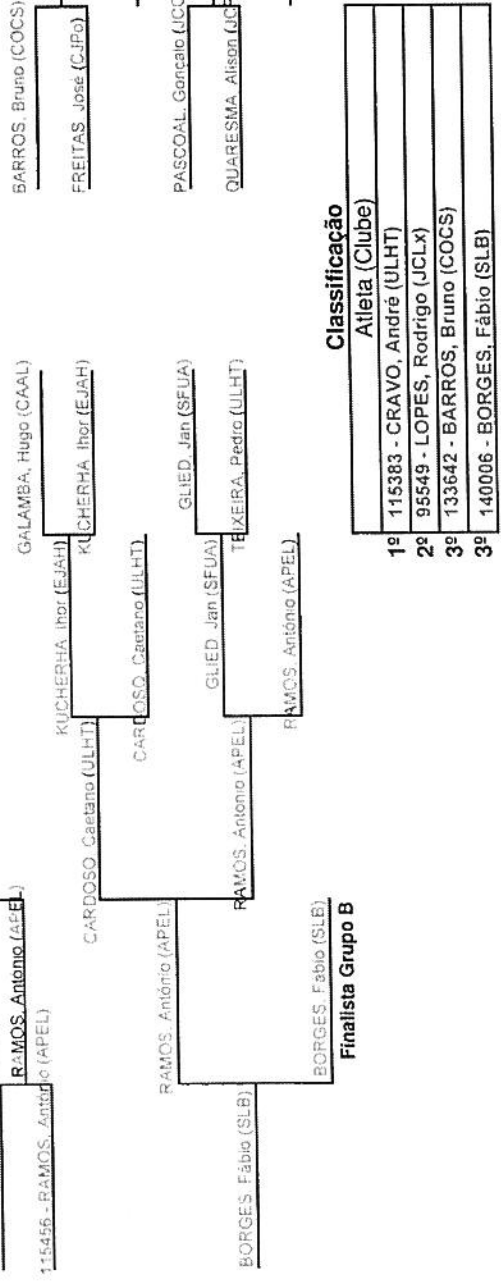 BARROS, Bruno (COCS)
FREITAS, José (CJPo)
PASCOAL, Gonçalo (JCC
QUARESMA, Alison (JCP
GALAMBA, Hugo (CAAL)
KUCHERHA Ihor (EJAH)
KUCHERHA Ihor (EJAH)
CARDOSO, Caetano (ULHT)
CARDOSO, Caetano (ULHT)
GLIED, Jan (SFUA)
TEIXEIRA, Pedro (ULHT)
GLIED, Jan (SFUA)
RAMOS, António (APEL)
RAMOS, Antonio (APEL)
RAMOS, António (APEL)
115456 - RAMOS, António (APEL)
RAMOS, António (APEL)
BORGES, Fábio (SLB)
BORGES, Fabio (SLB)
Finalista Grupo B
Classificação
Atleta (Clube)
1º 115383 - CRAVO, André (ULHT)
2º 95549 - LOPES, Rodrigo (JCLx)
3º 133642 - BARROS, Bruno (COCS)
3º 140006 - BORGES, Fábio (SLB)